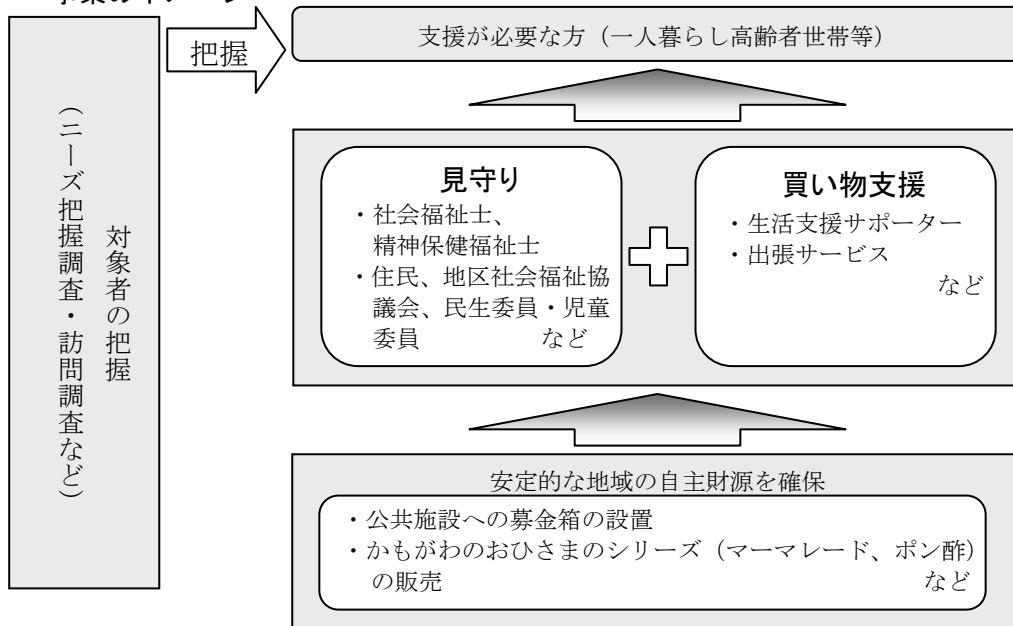 対象者の把握
（ニーズ把握調査・訪問調査など）
把握
支援が必要な方（一人暮らし高齢者世帯等）
見守り
・社会福祉士、
精神保健福祉士
・住民、地区社会福祉協
議会、民生委員・児童
委員 など
買い物支援
・生活支援サポーター
・出張サービス
など
安定的な地域の自主財源を確保
・公共施設への募金箱の設置
・かもがわのおひさまのシリーズ（マーマレード、ポン酢）
の販売 など